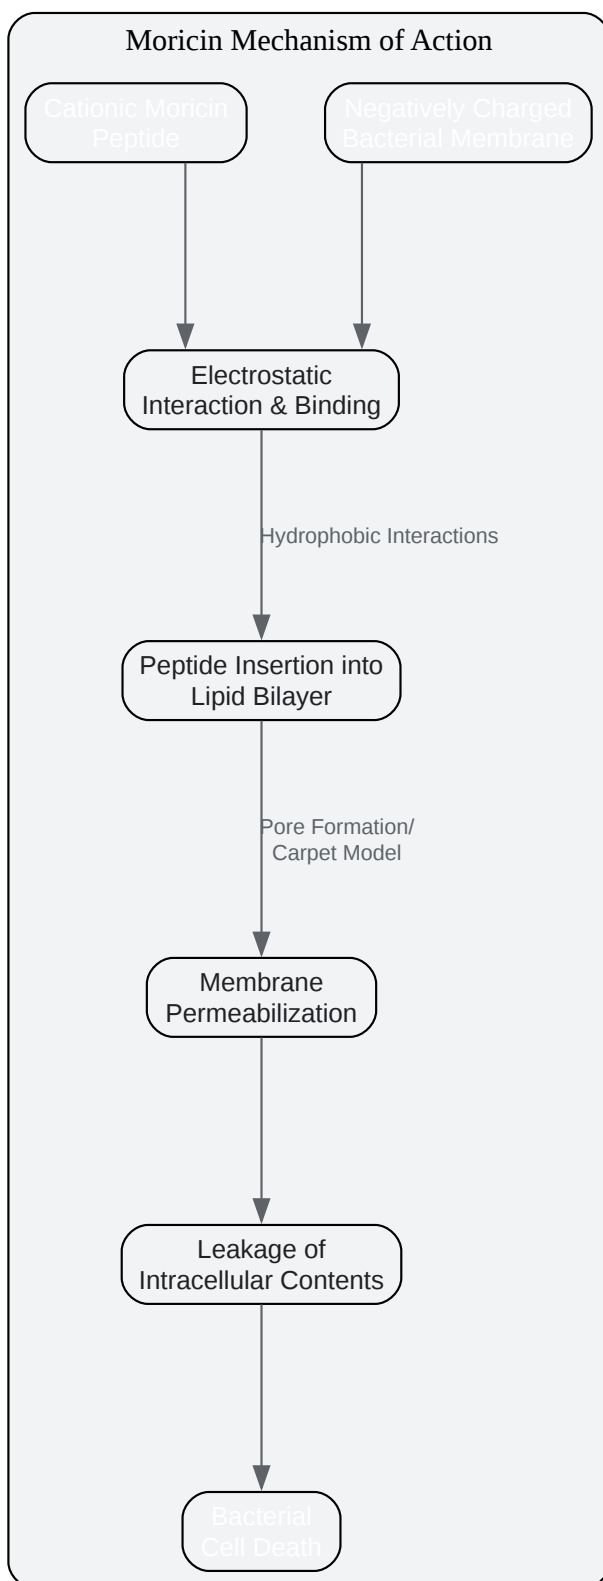 Moricin Mechanism of Action
Cationic Moricin
Peptide
Negatively Charged
Bacterial Membrane
Electrostatic
Interaction & Binding
Hydrophobic Interactions
Peptide Insertion into
Lipid Bilayer
Pore Formation/
Carpet Model
Membrane
Permeabilization
Leakage of
Intracellular Contents
Bacterial
Cell Death